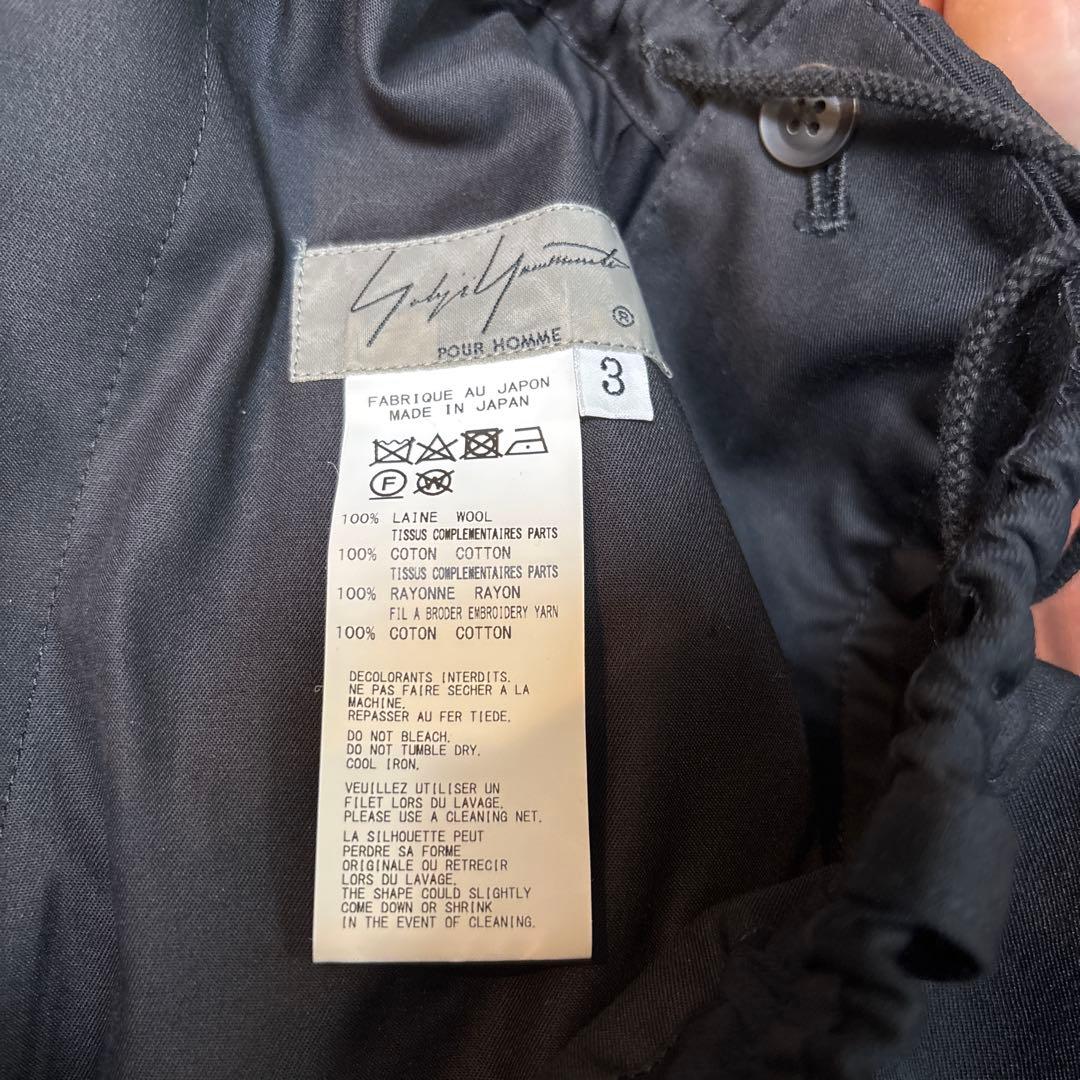 Yohji Yamamoto
®
POUR HOMME
3
FABRIQUE AU JAPON
MADE IN JAPAN
F W
100% LAINE WOOL
TISSUS COMPLEMENTAIRES PARTS
100% COTON COTTON
TISSUS COMPLEMENTAIRES PARTS
100% RAYONNE RAYON
FIL A BRODER EMBROIDERY YARN
100% COTON COTTON
DECOLORANTS INTERDITS.
NE PAS FAIRE SECHER A LA
MACHINE.
REPASSER AU FER TIEDE.
DO NOT BLEACH.
DO NOT TUMBLE DRY.
COOL IRON.
VEUILLEZ UTILISER UN
FILET LORS DU LAVAGE.
PLEASE USE A CLEANING NET.
LA SILHOUETTE PEUT
PERDRE SA FORME
ORIGINALE OU RETRECIR
LORS DU LAVAGE.
THE SHAPE COULD SLIGHTLY
COME DOWN OR SHRINK
IN THE EVENT OF CLEANING.